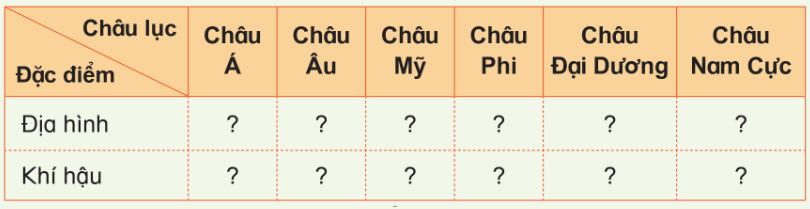 Châu lục
Đặc điểm
Châu
Á
Châu
Âu
Châu
Mỹ
Châu
Phi
Châu
Đại Dương
Châu
Nam Cực
Địa hình ? ? ? ? ? ?
Khí hậu ? ? ? ? ? ?